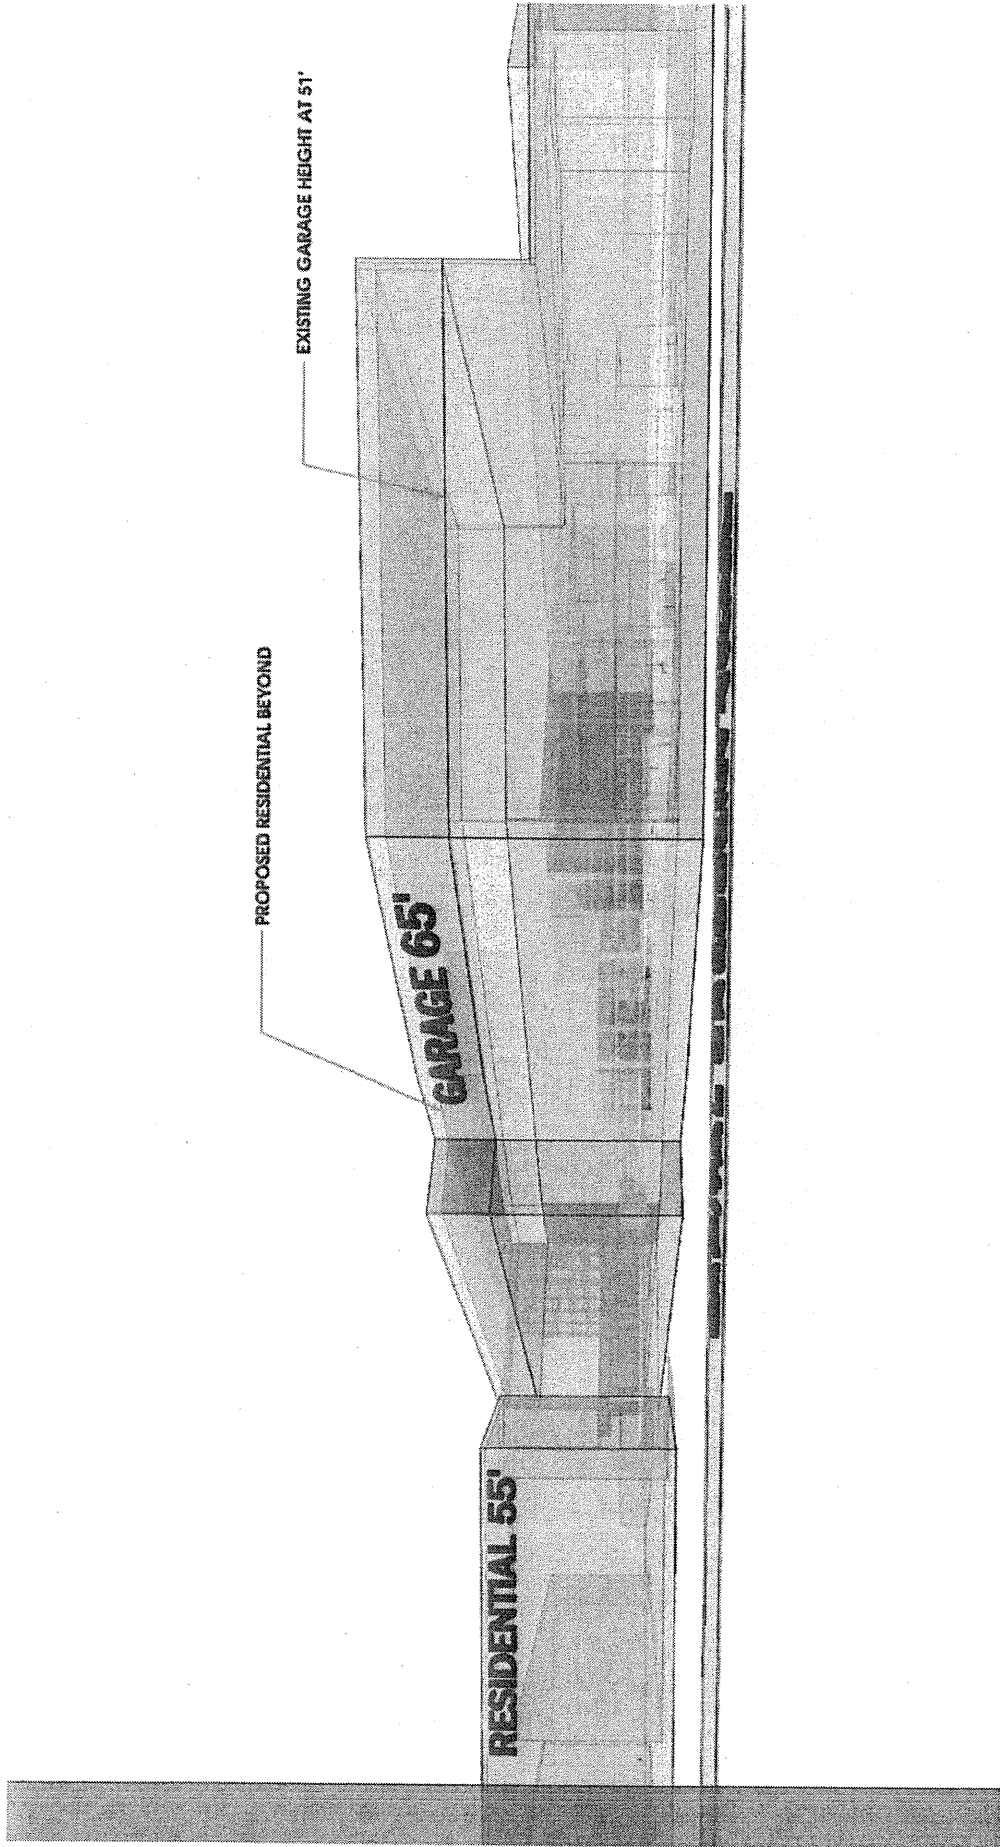 PROPOSED RESIDENTIAL BEYOND
EXISTING GARAGE HEIGHT AT 51'
GARAGE 65'
RESIDENTIAL 55'